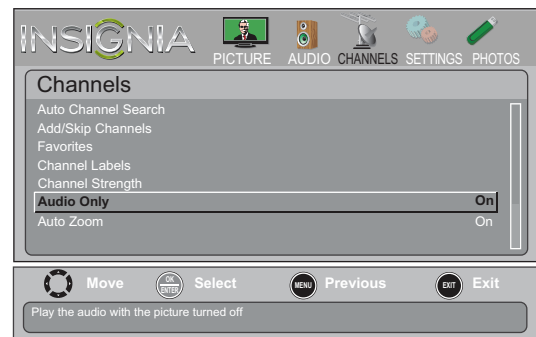 INSIGNIA
PICTURE AUDIO CHANNELS SETTINGS PHOTOS
Channels
Auto Channel Search
Add/Skip Channels
Favorites
Channel Labels
Channel Strength
Audio Only On
Auto Zoom On
Move OK ENTER Select MENU Previous EXIT Exit
Play the audio with the picture turned off